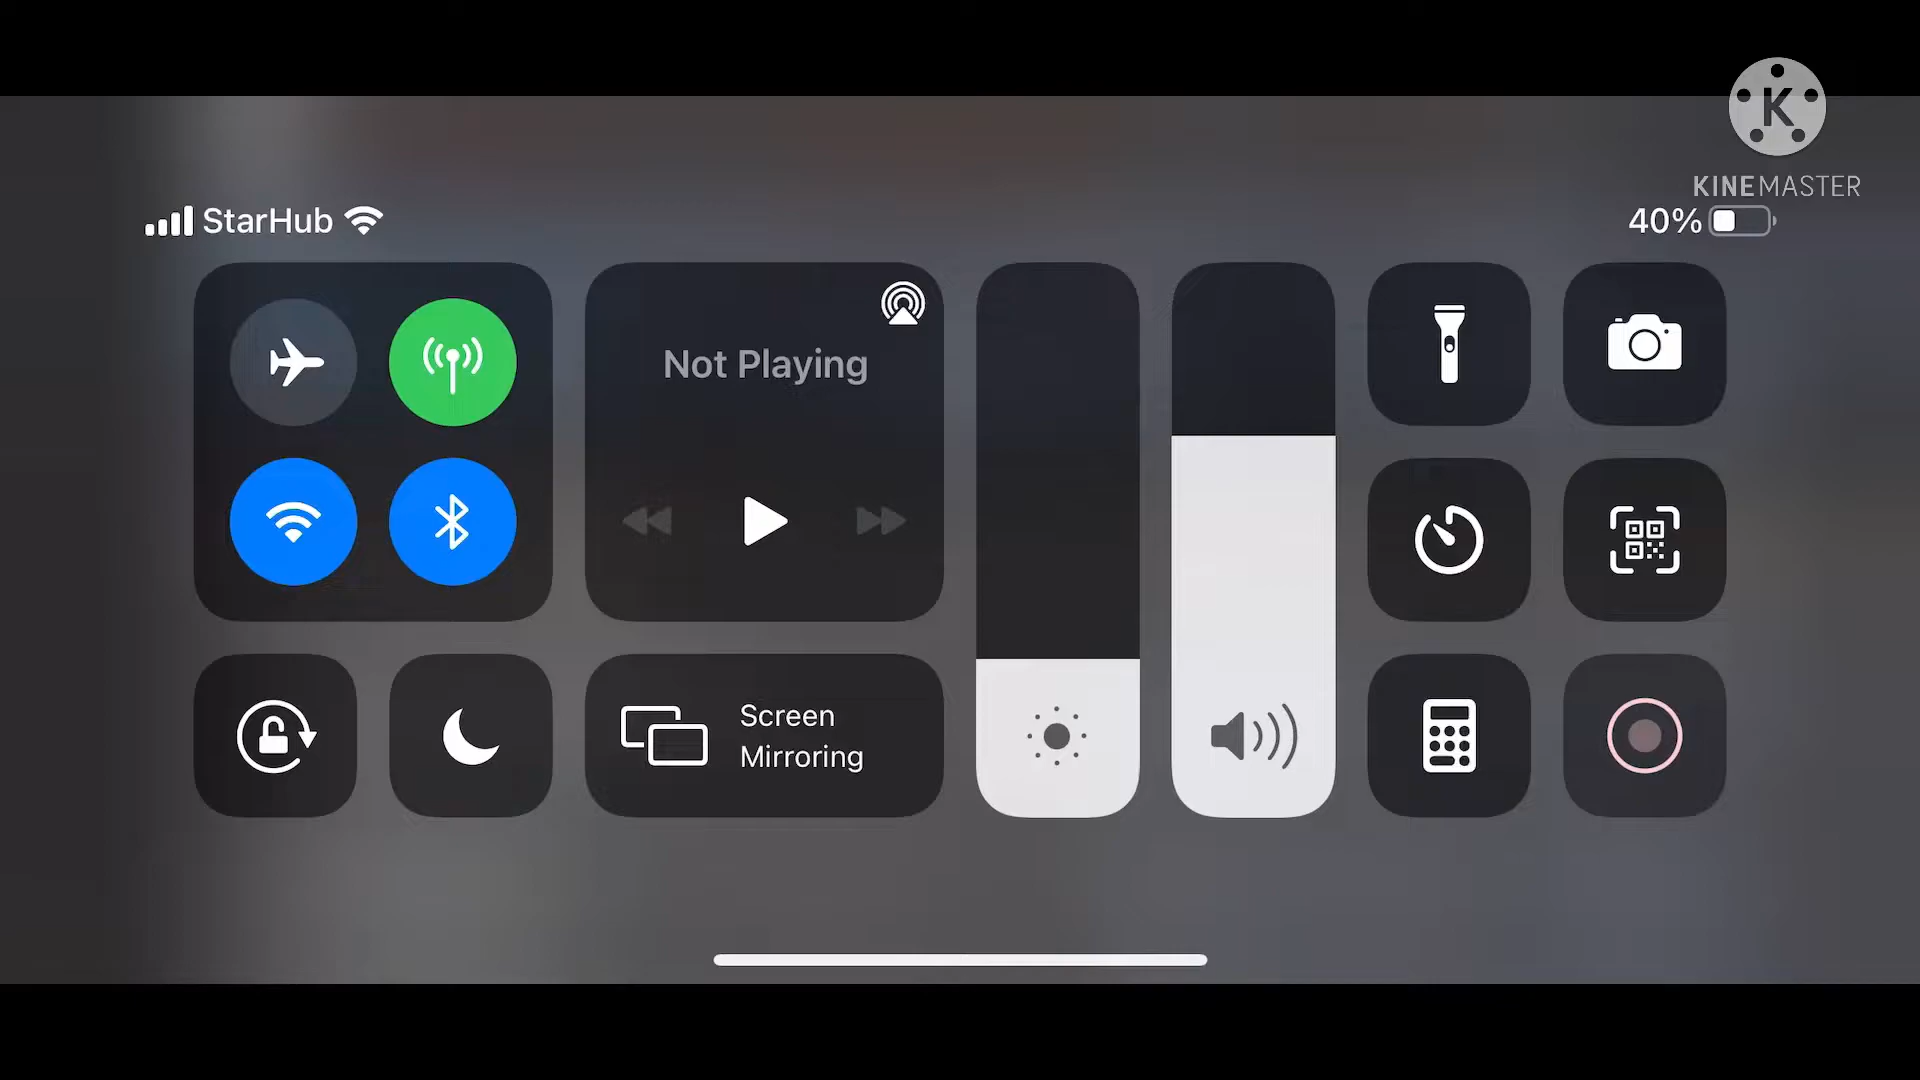 K
KINEMASTER
StarHub
40%
Not Playing
Screen
Mirroring